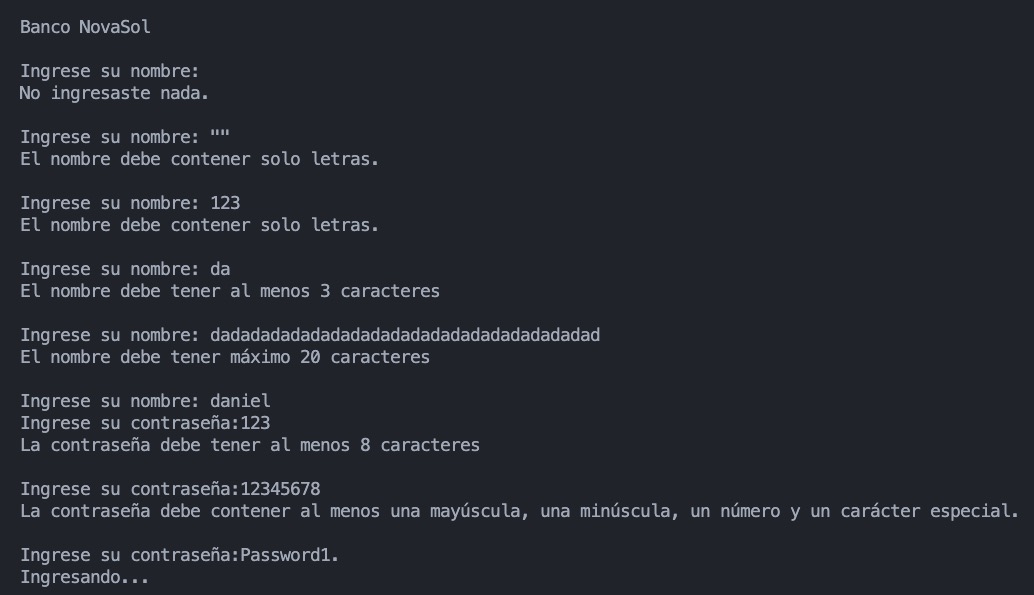 Banco NovaSol
Ingrese su nombre:
No ingresaste nada.
Ingrese su nombre: ""
El nombre debe contener solo letras.
Ingrese su nombre: 123
El nombre debe contener solo letras.
Ingrese su nombre: da
El nombre debe tener al menos 3 caracteres
Ingrese su nombre: dadadadadadadadadadadadadadadadadadadad
El nombre debe tener máximo 20 caracteres
Ingrese su nombre: daniel
Ingrese su contraseña:123
La contraseña debe tener al menos 8 caracteres
Ingrese su contraseña:12345678
La contraseña debe contener al menos una mayúscula, una minúscula, un número y un carácter especial.
Ingrese su contraseña:Password1.
Ingresando...